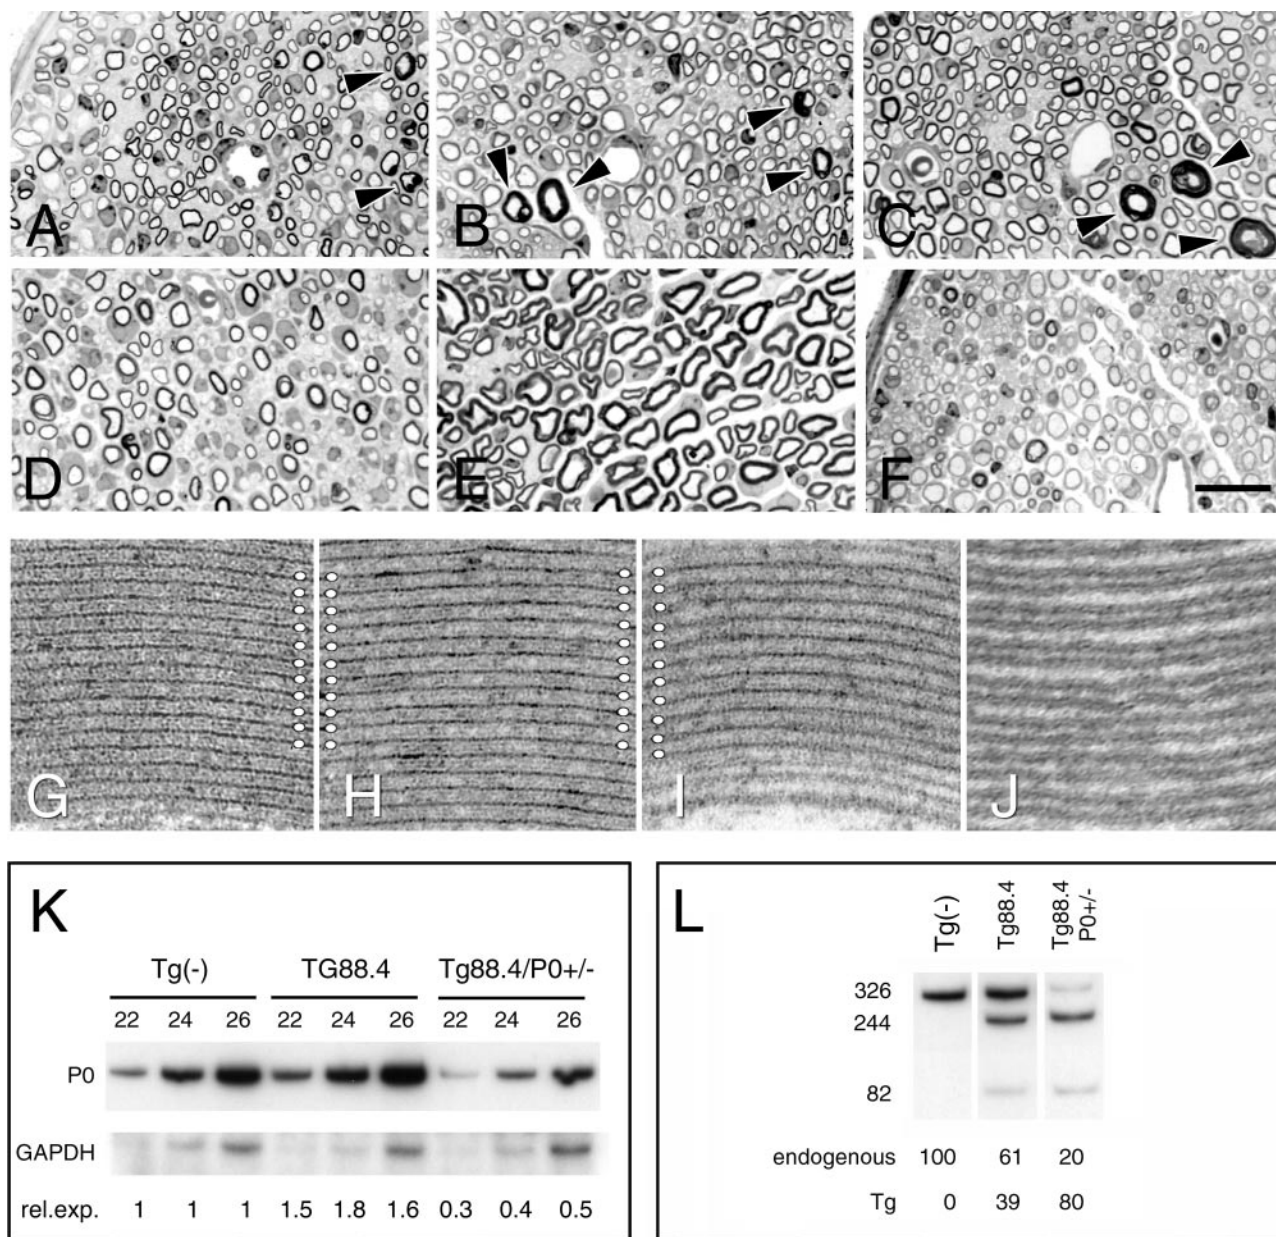 A B C
D E F
G H I J
K
Tg(-) TG88.4 Tg88.4/P0+/-
22 24 26 22 24 26 22 24 26
P0
GAPDH
rel.exp. 1 1 1 1.5 1.8 1.6 0.3 0.4 0.5
L
Tg(-) Tg88.4 Tg88.4 P0+/-
326
244
82
endogenous 100 61 20
Tg 0 39 80